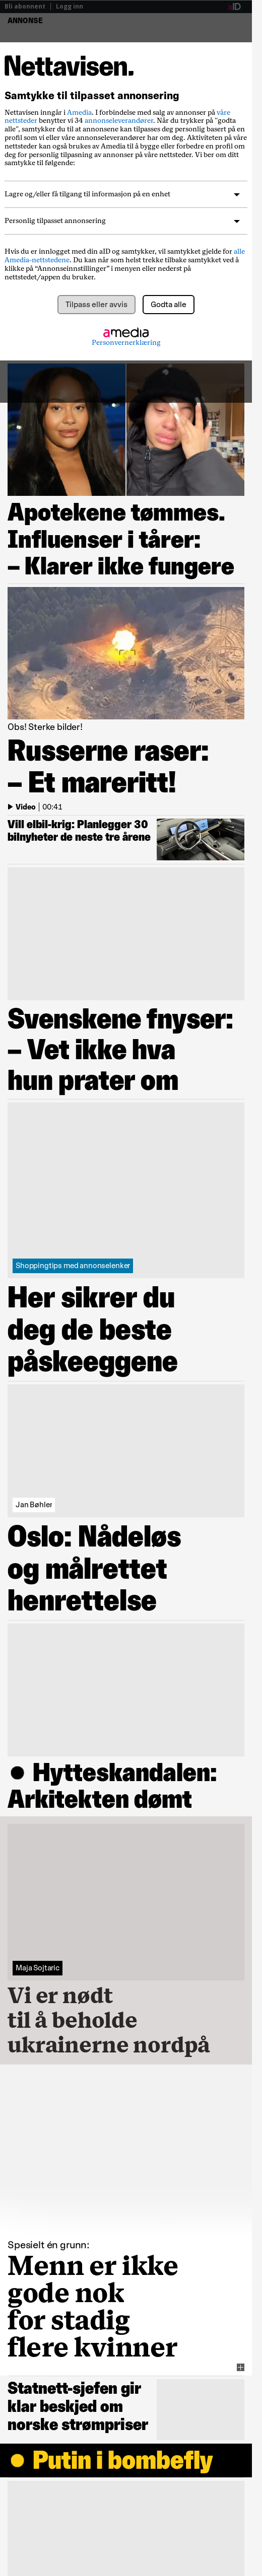 Bli abonnent | Logg inn
aID
ANNONSE
Nettavisen.
Samtykke til tilpasset annonsering
Nettavisen inngår i Amedia. I forbindelse med salg av annonser på våre
nettsteder benytter vi 34 annonseleverandører. Når du trykker på "godta
alle", samtykker du til at annonsene kan tilpasses deg personlig basert på en
profil som vi eller våre annonseleverandører har om deg. Aktiviteten på våre
nettsteder kan også brukes av Amedia til å bygge eller forbedre en profil om
deg for personlig tilpasning av annonser på våre nettsteder. Vi ber om ditt
samtykke til følgende:
Lagre og/eller få tilgang til informasjon på en enhet
Personlig tilpasset annonsering
Hvis du er innlogget med din aID og samtykker, vil samtykket gjelde for alle
Amedia-nettstedene. Du kan når som helst trekke tilbake samtykket ved å
klikke på “Annonseinnstillinger” i menyen eller nederst på
nettstedet/appen du bruker.
Tilpass eller avvis
Godta alle
amedia
Personvernerklæring
Apotekene tømmes.
Influenser i tårer:
– Klarer ikke fungere
Obs! Sterke bilder!
Russerne raser:
– Et mareritt!
Video | 00:41
Vill elbil-krig: Planlegger 30
bilnyheter de neste tre årene
Svenskene fnyser:
– Vet ikke hva
hun prater om
Shoppingtips med annonselenker
Her sikrer du
deg de beste
påskeeggene
Jan Bøhler
Oslo: Nådeløs
og målrettet
henrettelse
● Hytteskandalen:
Arkitekten dømt
Maja Sojtaric
Vi er nødt
til å beholde
ukrainerne nordpå
Spesielt én grunn:
Menn er ikke
gode nok
for stadig
flere kvinner
Statnett-sjefen gir
klar beskjed om
norske strømpriser
● Putin i bombefly